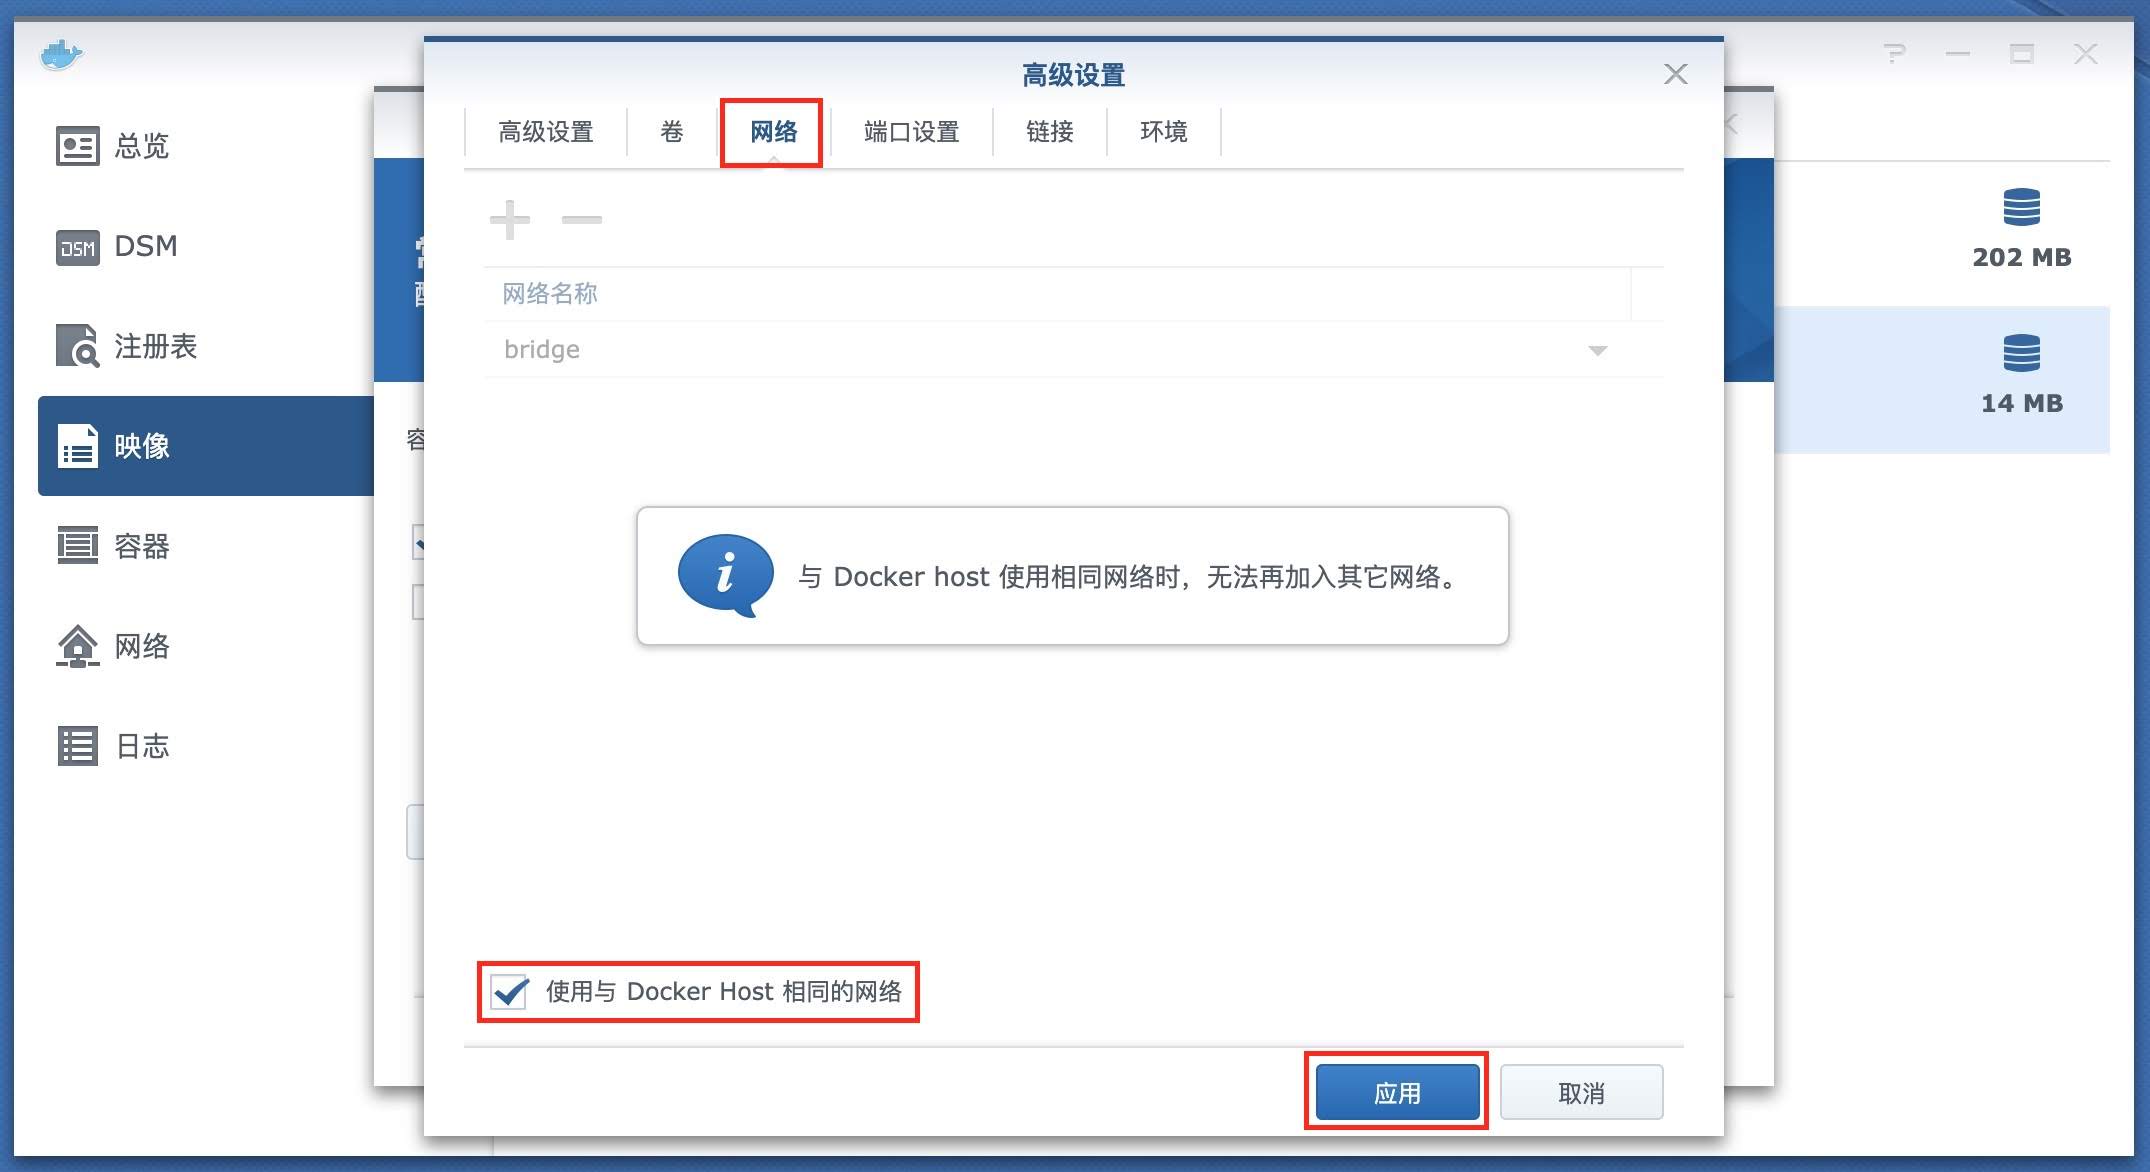 高级设置
高级设置 卷 网络 端口设置 链接 环境
总览
DSM
DSM
注册表
映像
容器
网络
日志
网络名称
bridge
与 Docker host 使用相同网络时，无法再加入其它网络。
使用与 Docker Host 相同的网络
应用 取消
202 MB
14 MB